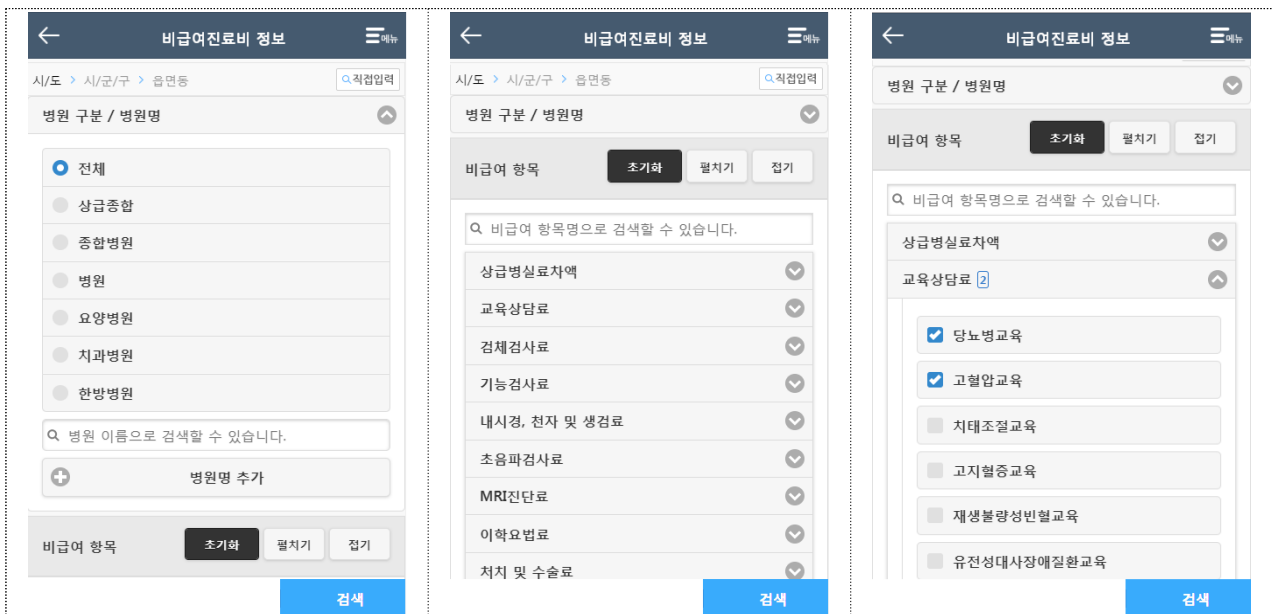 비급여진료비 정보
메뉴
시/도 > 시/군/구 > 읍면동
직접입력
병원 구분 / 병원명
전체
상급종합
종합병원
병원
요양병원
치과병원
한방병원
병원 이름으로 검색할 수 있습니다.
병원명 추가
비급여 항목
초기화
펼치기
접기
검색
비급여진료비 정보
메뉴
시/도 > 시/군/구 > 읍면동
직접입력
병원 구분 / 병원명
비급여 항목
초기화
펼치기
접기
비급여 항목명으로 검색할 수 있습니다.
상급병실료차액
교육상담료
검체검사료
기능검사료
내시경, 천자 및 생검료
초음파검사료
MRI진단료
이학요법료
처치 및 수술료
검색
비급여진료비 정보
메뉴
병원 구분 / 병원명
비급여 항목
초기화
펼치기
접기
비급여 항목명으로 검색할 수 있습니다.
상급병실료차액
교육상담료 2
당뇨병교육
고혈압교육
치태조절교육
고지혈증교육
재생불량성빈혈교육
유전성대사장애질환교육
검색